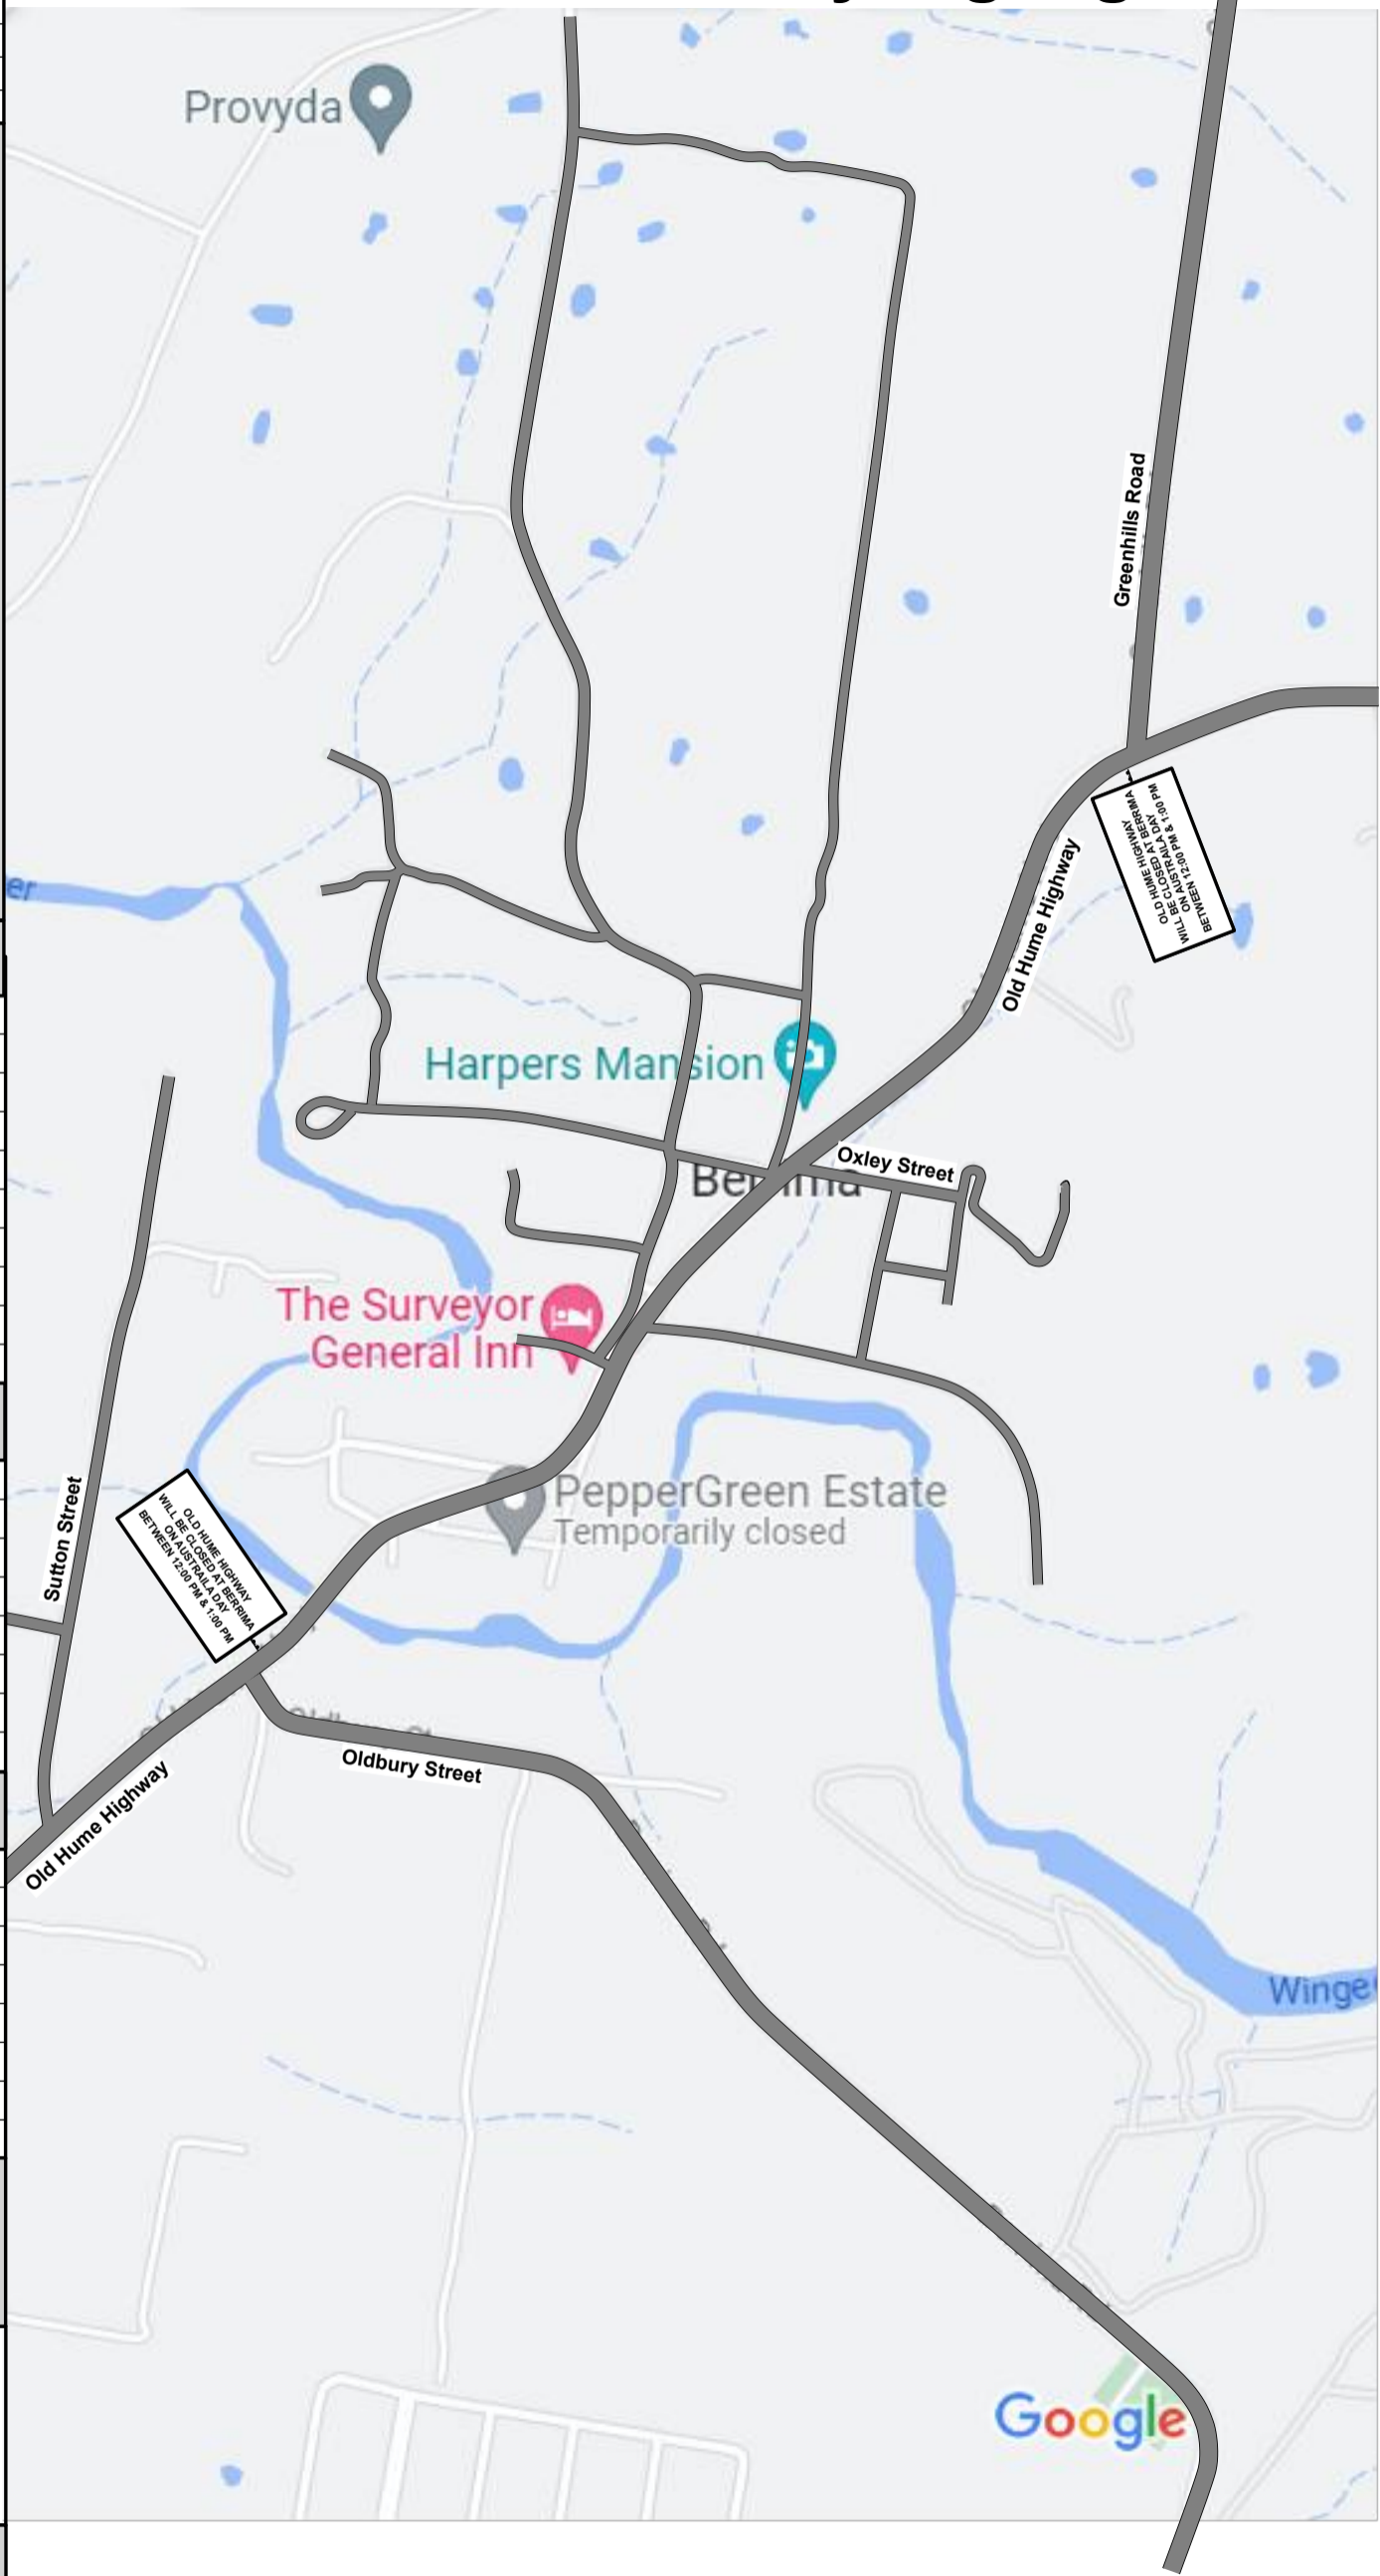 Provyda
Greenhills Road
OLD HUME HIGHWAY
WILL BE CLOSED AT BERRIMA
ON AUSTRAILA DAY
BETWEEN 12:00 PM & 1:00 PM
Old Hume Highway
er
Harpers Mansion
Oxley Street
The Surveyor
General Inn
PepperGreen Estate
Temporarily closed
Sutton Street
OLD HUME HIGHWAY
WILL BE CLOSED AT BERRIMA
ON AUSTRAILA DAY
BETWEEN 12:00 PM & 1:00 PM
Oldbury Street
Old Hume Highway
Winge
Google